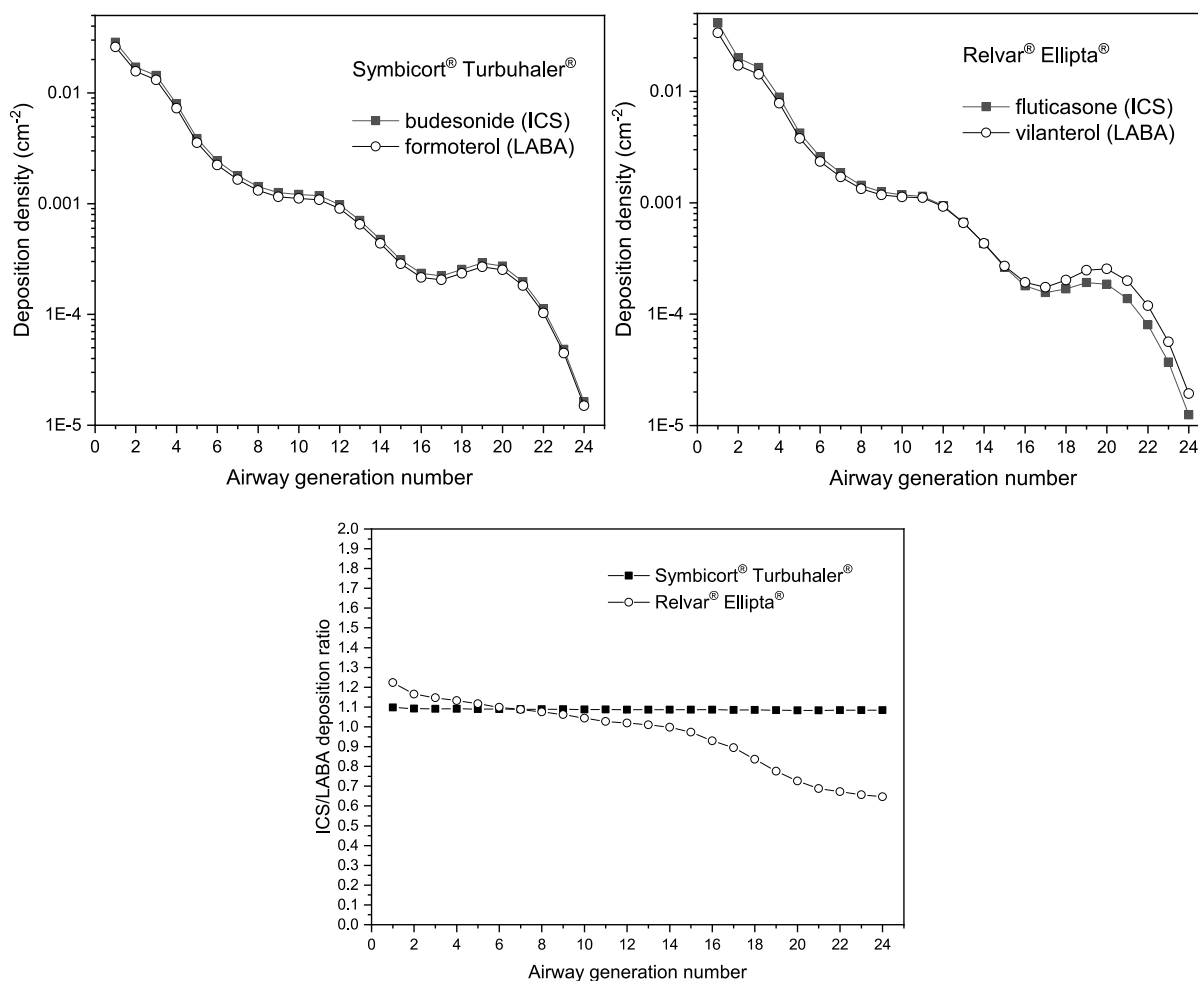 Symbicort® Turbuhaler®
budesonide (ICS)
formoterol (LABA)
Deposition density (cm-2)
0.01
0.001
1E-4
1E-5
0 2 4 6 8 10 12 14 16 18 20 22 24
Airway generation number
Relvar® Ellipta®
fluticasone (ICS)
vilanterol (LABA)
Deposition density (cm-2)
0.01
0.001
1E-4
1E-5
0 2 4 6 8 10 12 14 16 18 20 22 24
Airway generation number
Symbicort® Turbuhaler®
Relvar® Ellipta®
ICS/LABA deposition ratio
2.0
1.9
1.8
1.7
1.6
1.5
1.4
1.3
1.2
1.1
1.0
0.9
0.8
0.7
0.6
0.5
0.4
0.3
0.2
0.1
0.0
0 2 4 6 8 10 12 14 16 18 20 22 24
Airway generation number